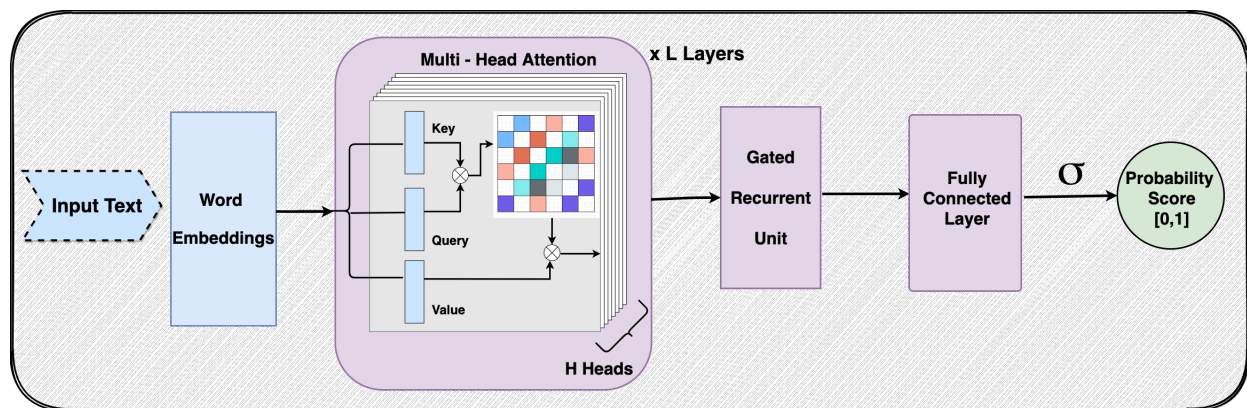 Input Text
Word
Embeddings
Multi - Head Attention
x L Layers
Key
Query
Value
H Heads
Gated
Recurrent
Unit
Fully
Connected
Layer
σ
Probability
Score
[0,1]